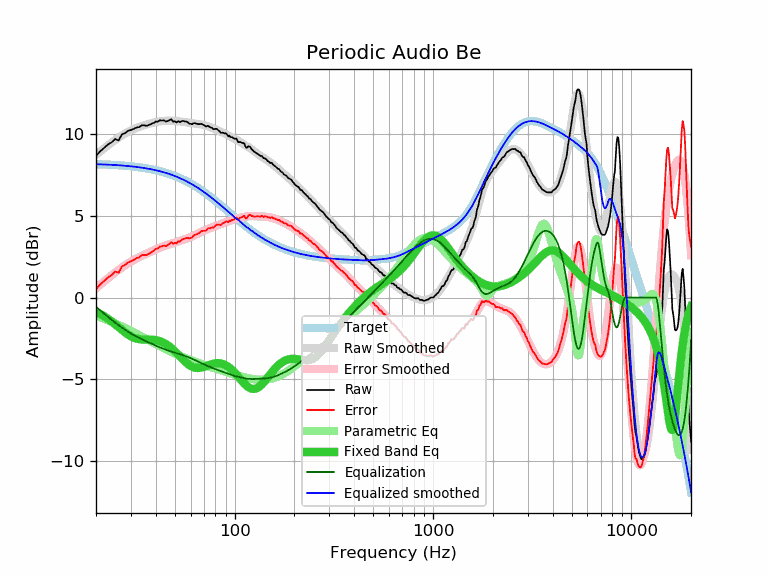 Periodic Audio Be
Amplitude (dBr)
10
5
0
−5
−10
Target
Raw Smoothed
Error Smoothed
Raw
Error
Parametric Eq
Fixed Band Eq
Equalization
Equalized smoothed
100 1000 10000
Frequency (Hz)